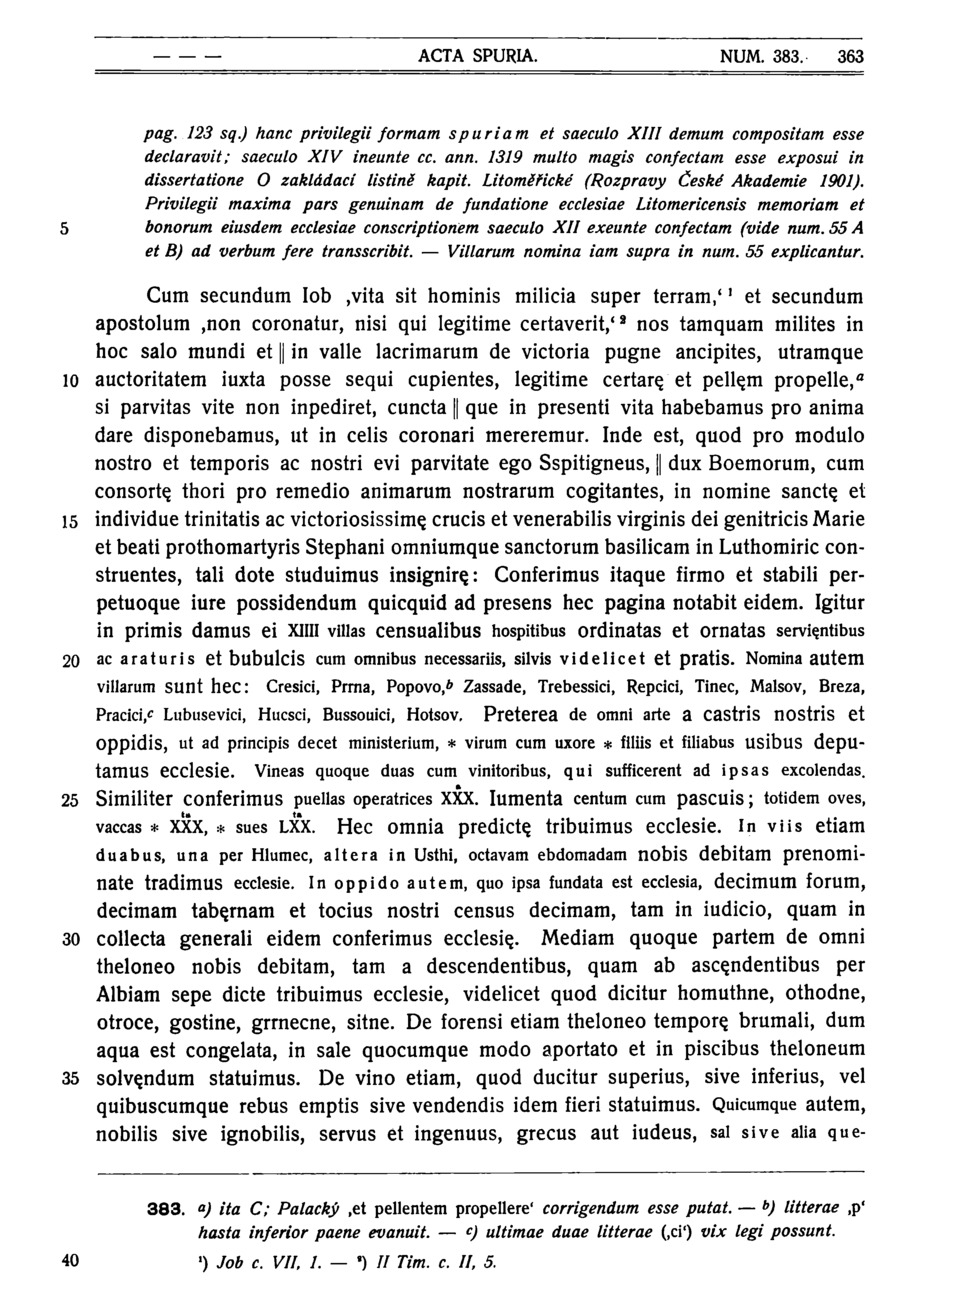 — — — ACTA SPURIA. NUM. 383. 363
pag. 123 sq.) hanc privilegii formam spuriam et saeculo XIII demum compositam esse
declaravit; saeculo XIV ineunte cc. ann. 1319 multo magis confectam esse exposui in
dissertatione O zakládací listině kapit. Litoměřické (Rozpravy České Akademie 1901).
Privilegii maxima pars genuinam de fundatione ecclesiae Litomericensis memoriam et
5 bonorum eiusdem ecclesiae conscriptionem saeculo XII exeunte confectam (vide num. 55 A
et B) ad verbum fere transscribit. — Villarum nomina iam supra in num. 55 explicantur.
Cum secundum Iob ‚vita sit hominis milicia super terram,‘ ¹ et secundum
apostolum ‚non coronatur, nisi qui legitime certaverit,‘ ² nos tamquam milites in
hoc salo mundi et || in valle lacrimarum de victoria pugne ancipites, utramque
10 auctoritatem iuxta posse sequi cupientes, legitime certarę et pellęm propelle,ᵃ
si parvitas vite non inpediret, cuncta || que in presenti vita habebamus pro anima
dare disponebamus, ut in celis coronari mereremur. Inde est, quod pro modulo
nostro et temporis ac nostri evi parvitate ego Sspitigneus, || dux Boemorum, cum
consortę thori pro remedio animarum nostrarum cogitantes, in nomine sanctę et
15 individue trinitatis ac victoriosissimę crucis et venerabilis virginis dei genitricis Marie
et beati prothomartyris Stephani omniumque sanctorum basilicam in Luthomiric con-
struentes, tali dote studuimus insignirę: Conferimus itaque firmo et stabili per-
petuoque iure possidendum quicquid ad presens hec pagina notabit eidem. Igitur
in primis damus ei XIIII villas censualibus hospitibus ordinatas et ornatas servięntibus
20 ac araturis et bubulcis cum omnibus necessariis, silvis videlicet et pratis. Nomina autem
villarum sunt hec: Cresici, Prrna, Popovo,ᵇ Zassade, Trebessici, Repcici, Tinec, Malsov, Breza,
Pracici,ᶜ Lubusevici, Hucsci, Bussouici, Hotsov. Preterea de omni arte a castris nostris et
oppidis, ut ad principis decet ministerium, * virum cum uxore * filiis et filiabus usibus depu-
tamus ecclesie. Vineas quoque duas cum vinitoribus, qui sufficerent ad ipsas excolendas.
25 Similiter conferimus puellas operatrices XXX. Iumenta centum cum pascuis; totidem oves,
vaccas * XXX, * sues LXX. Hec omnia predictę tribuimus ecclesie. In viis etiam
duabus, una per Hlumec, altera in Usthi, octavam ebdomadam nobis debitam prenomi-
nate tradimus ecclesie. In oppido autem, quo ipsa fundata est ecclesia, decimum forum,
decimam tabęrnam et tocius nostri census decimam, tam in iudicio, quam in
30 collecta generali eidem conferimus ecclesię. Mediam quoque partem de omni
theloneo nobis debitam, tam a descendentibus, quam ab ascęndentibus per
Albiam sepe dicte tribuimus ecclesie, videlicet quod dicitur homuthne, othodne,
otroce, gostine, grrnecne, sitne. De forensi etiam theloneo temporę brumali, dum
aqua est congelata, in sale quocumque modo aportato et in piscibus theloneum
35 solvęndum statuimus. De vino etiam, quod ducitur superius, sive inferius, vel
quibuscumque rebus emptis sive vendendis idem fieri statuimus. Quicumque autem,
nobilis sive ignobilis, servus et ingenuus, grecus aut iudeus, sal sive alia que-
383. a) ita C; Palacký ‚et pellentem propellere‘ corrigendum esse putat. — b) litterae ‚p‘
hasta inferior paene evanuit. — c) ultimae duae litterae (‚ci‘) vix legi possunt.
40 ¹) Job c. VII, 1. — ²) II Tim. c. II, 5.